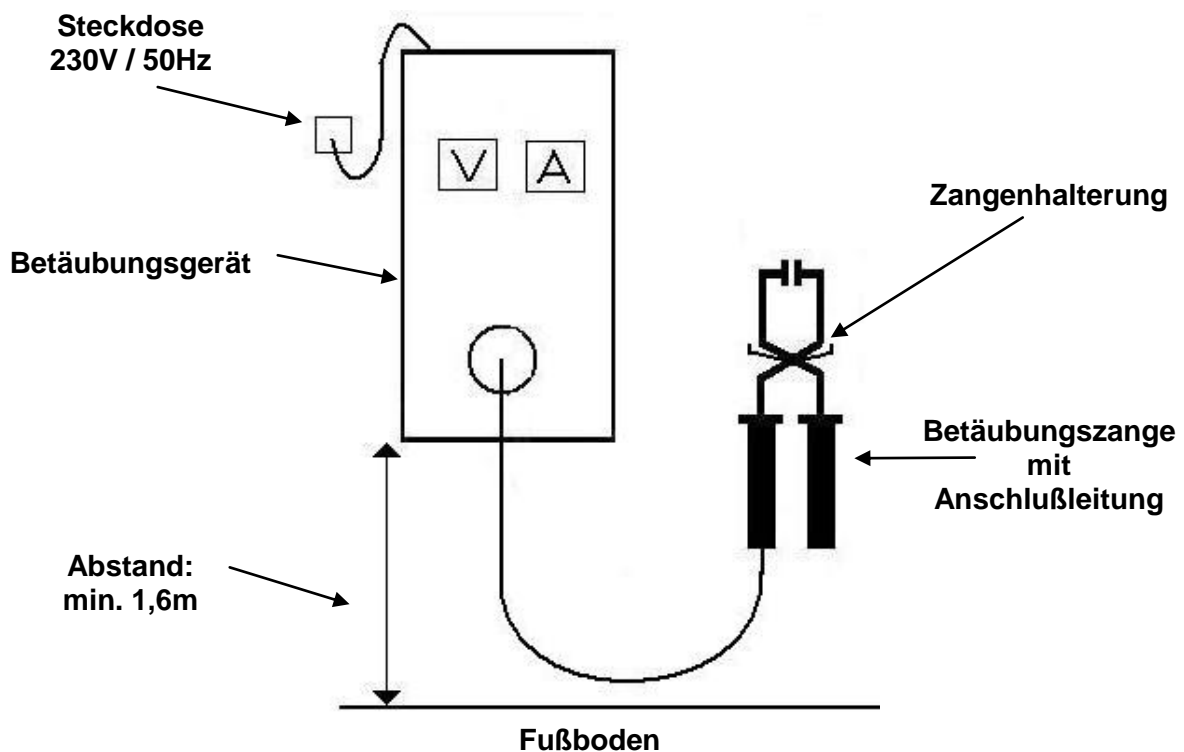 Steckdose
230V / 50Hz
V A
Zangenhalterung
Betäubungsgerät
Betäubungszange
mit
Anschlußleitung
Abstand:
min. 1,6m
Fußboden